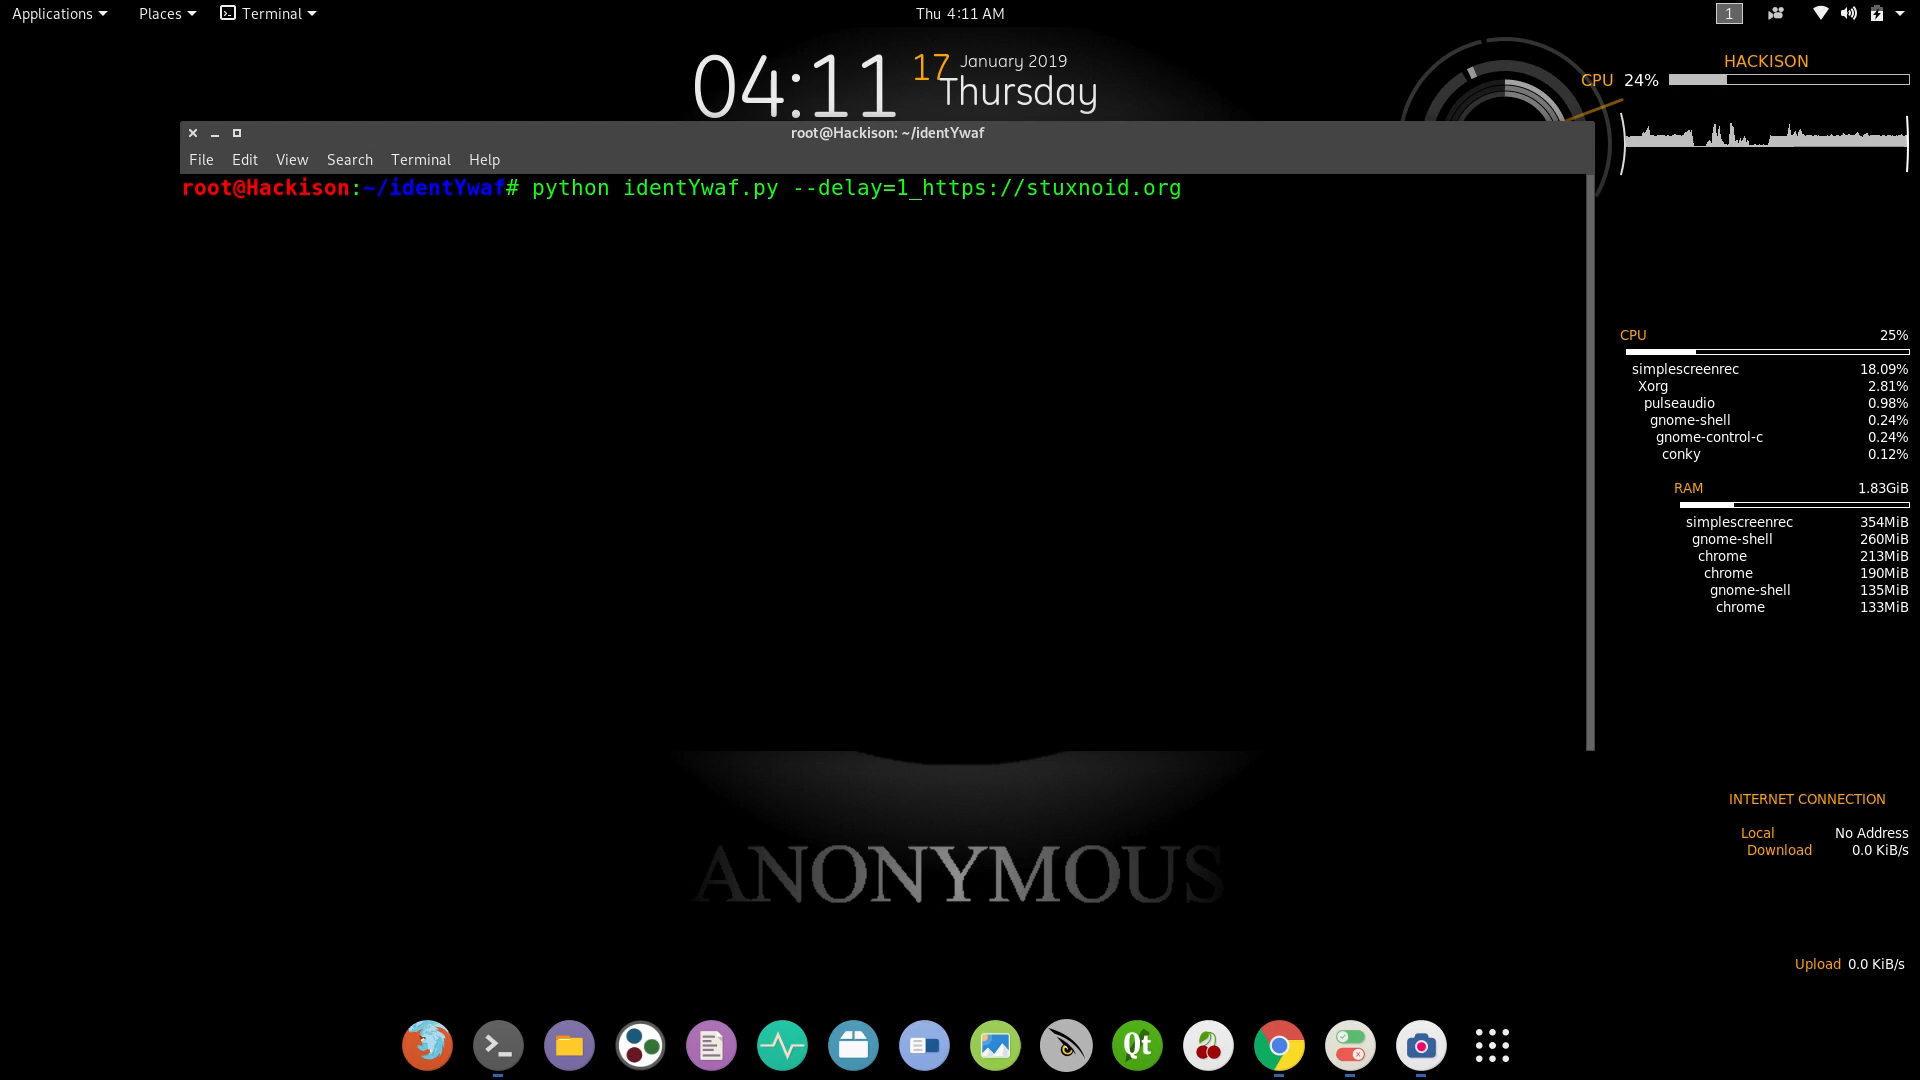 Applications Places Terminal Thu 4:11 AM 1
04:11 17 January 2019
Thursday
HACKISON
CPU 24%
root@Hackison: ~/identYwaf
File Edit View Search Terminal Help
root@Hackison:~/identYwaf# python identYwaf.py --delay=1_https://stuxnoid.org
CPU 25%
simplescreenrec 18.09%
Xorg 2.81%
pulseaudio 0.98%
gnome-shell 0.24%
gnome-control-c 0.24%
conky 0.12%
RAM 1.83GiB
simplescreenrec 354MiB
gnome-shell 260MiB
chrome 213MiB
chrome 190MiB
gnome-shell 135MiB
chrome 133MiB
INTERNET CONNECTION
Local No Address
Download 0.0 KiB/s
ANONYMOUS
Upload 0.0 KiB/s
Qt